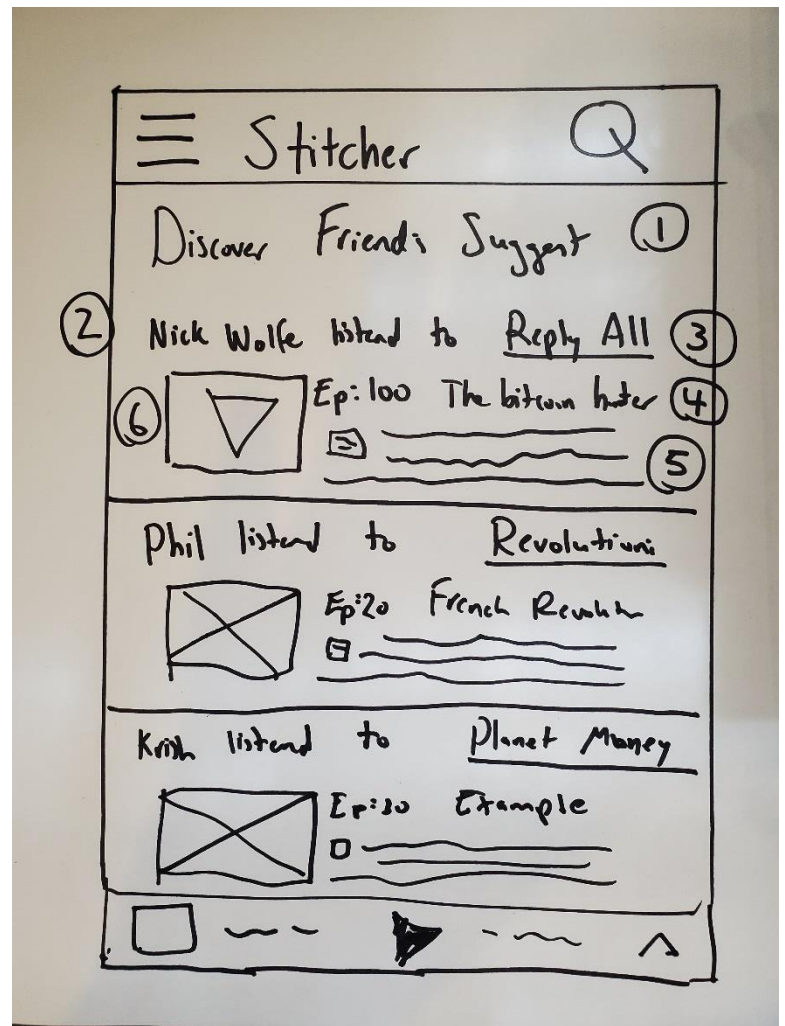 Stitcher
Discover Friends Suggest 1
2 Nick Wolfe listend to Reply All 3
6 Ep: 100 The bitcoin hunter 4
5
Phil listend to Revolutions
Ep: 20 French Revolution
Krish listend to Planet Money
Ep: 30 Example